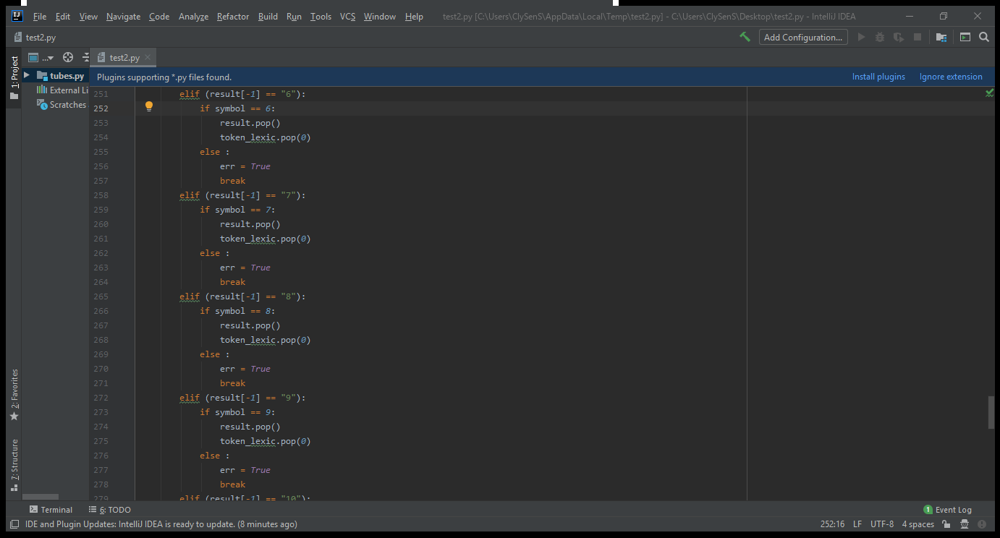 File Edit View Navigate Code Analyze Refactor Build Run Tools VCS Window Help test2.py [C:\Users\ClySenS\AppData\Local\Temp\test2.py] - C:\Users\ClySenS\Desktop\test2.py - IntelliJ IDEA
test2.py Add Configuration...
1: Project
... test2.py
tubes.py
External Li
Scratches
Plugins supporting *.py files found. Install plugins Ignore extension
251 elif (result[-1] == "6"):
252 if symbol == 6:
253 result.pop()
254 token_lexic.pop(0)
255 else :
256 err = True
257 break
258 elif (result[-1] == "7"):
259 if symbol == 7:
260 result.pop()
261 token_lexic.pop(0)
262 else :
263 err = True
264 break
265 elif (result[-1] == "8"):
266 if symbol == 8:
267 result.pop()
268 token_lexic.pop(0)
269 else :
270 err = True
271 break
272 elif (result[-1] == "9"):
273 if symbol == 9:
274 result.pop()
275 token_lexic.pop(0)
276 else :
277 err = True
278 break
279 elif (result[-1] == "10"):
2: Favorites
7: Structure
Terminal 6: TODO 1 Event Log
IDE and Plugin Updates: IntelliJ IDEA is ready to update. (8 minutes ago) 252:16 LF UTF-8 4 spaces